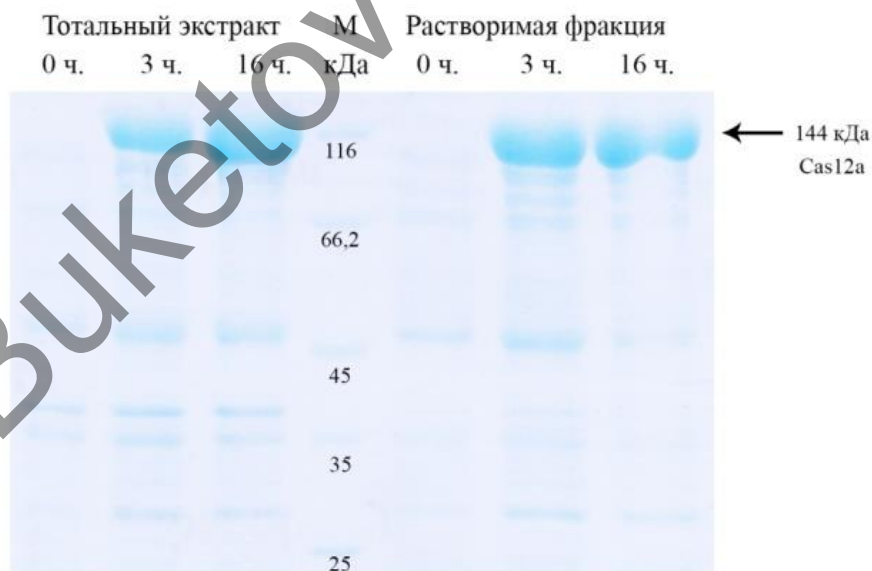 Тотальный экстракт М Растворимая фракция
0 ч. 3 ч. 16 ч. кДа 0 ч. 3 ч. 16 ч.
116
144 кДа
Cas12a
66,2
45
35
25
Buketov